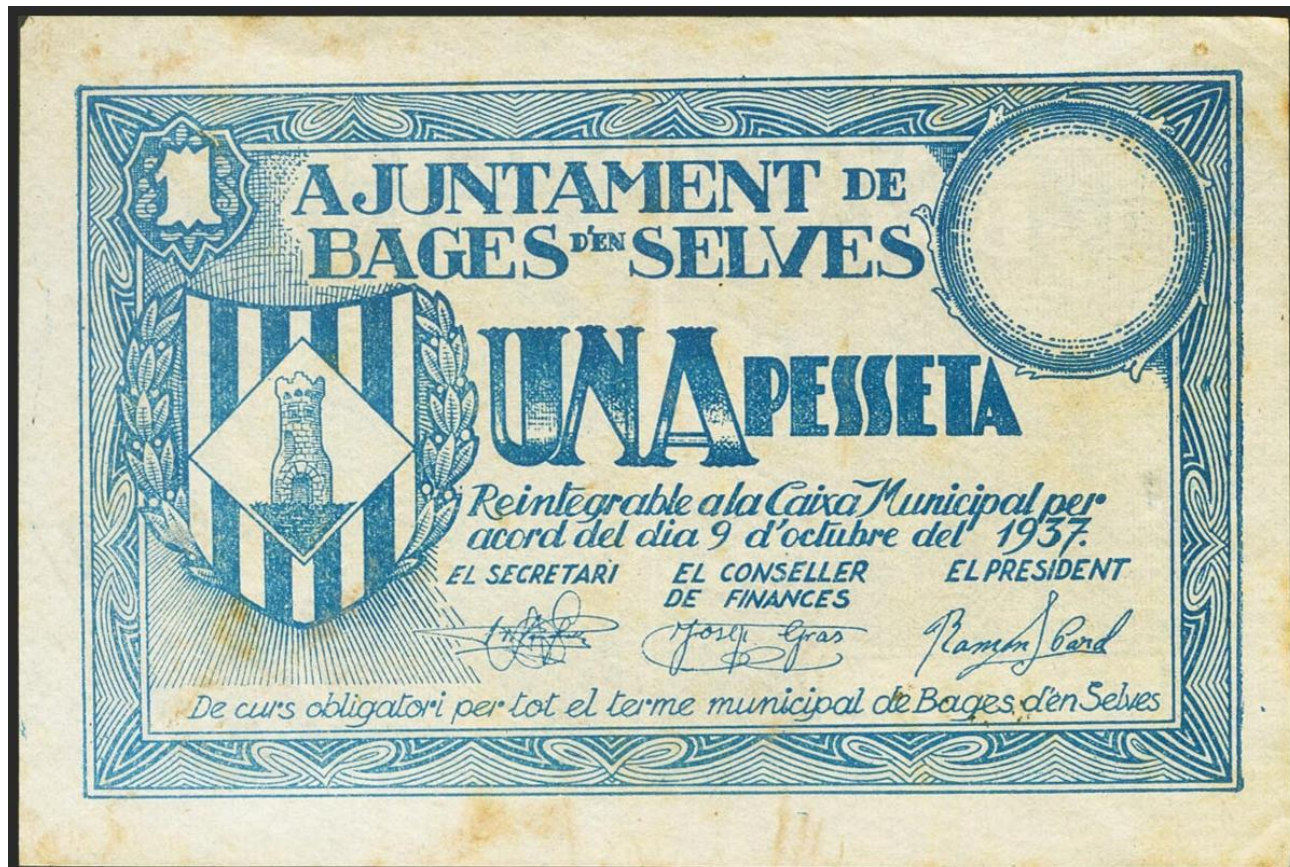 1
AJUNTAMENT DE
BAGES D'EN SELVES
UNA PESSETA
Reintegrable a la Caixa Municipal per
acord del dia 9 d'octubre del 1937.
EL SECRETARI EL CONSELLER EL PRESIDENT
DE FINANCES
Josep Gras Ramón Card
De curs obligatori per tot el terme municipal de Bages d'en Selves